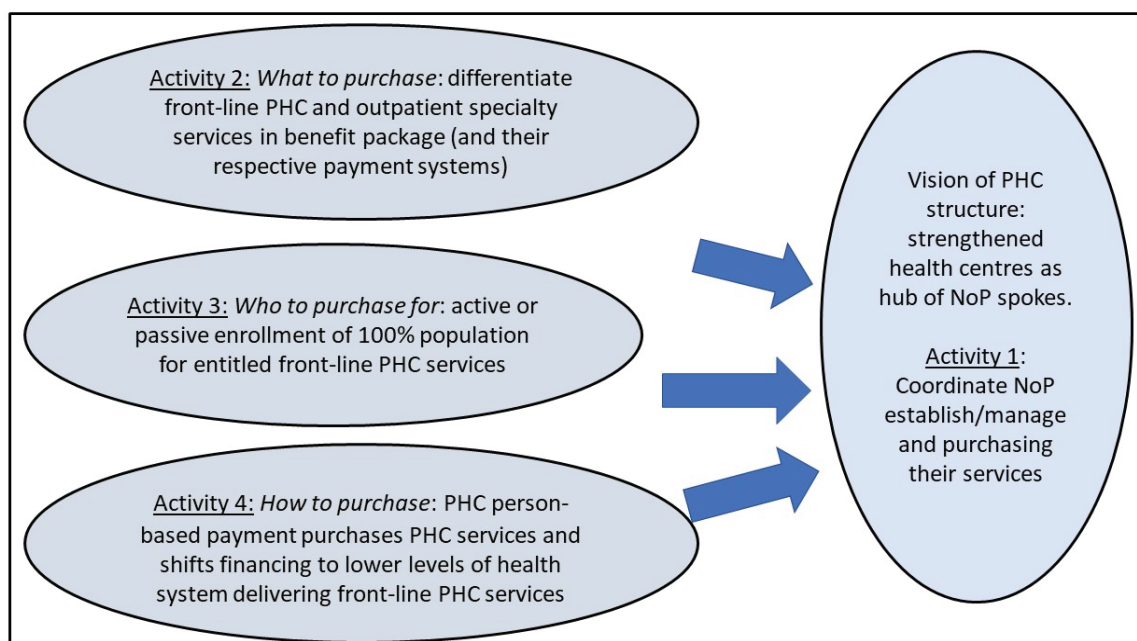 Activity 2: What to purchase: differentiate
front-line PHC and outpatient specialty
services in benefit package (and their
respective payment systems)
Activity 3: Who to purchase for: active or
passive enrollment of 100% population
for entitled front-line PHC services
Activity 4: How to purchase: PHC person-
based payment purchases PHC services and
shifts financing to lower levels of health
system delivering front-line PHC services
Vision of PHC
structure:
strengthened
health centres as
hub of NoP spokes.
Activity 1:
Coordinate NoP
establish/manage
and purchasing
their services